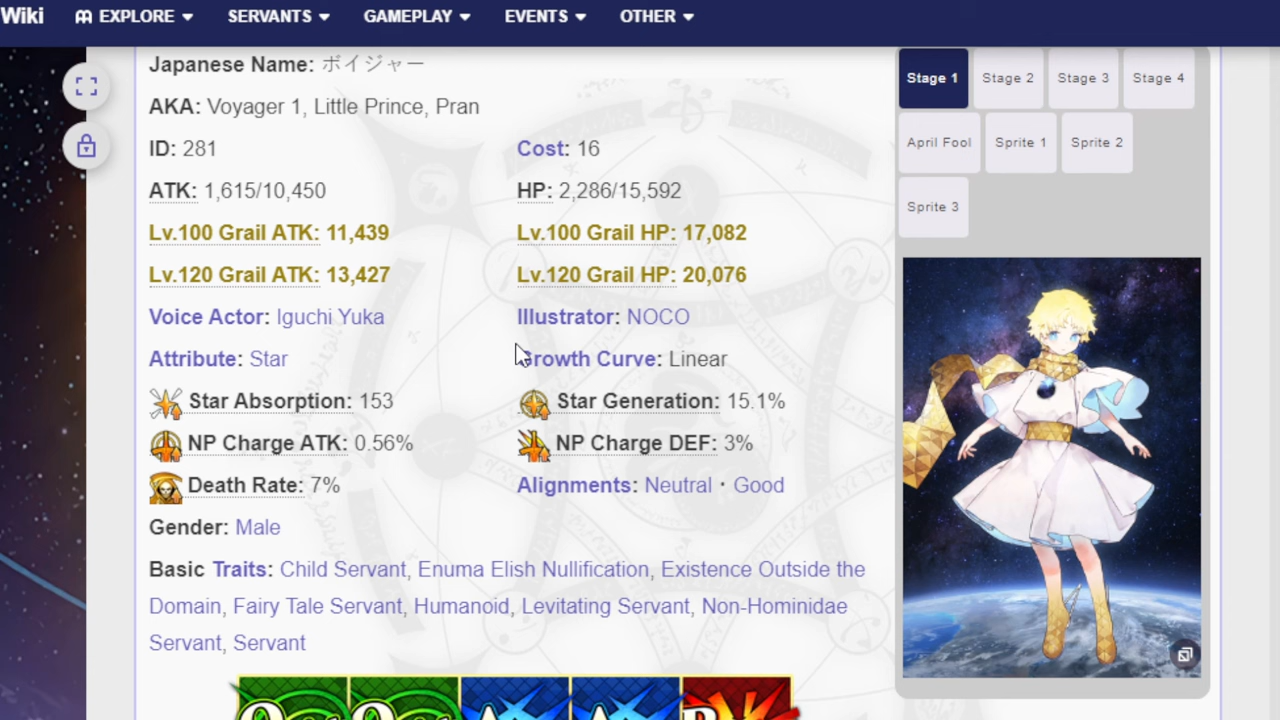 Wiki EXPLORE SERVANTS GAMEPLAY EVENTS OTHER
Japanese Name: ボイジャー
AKA: Voyager 1, Little Prince, Pran
ID: 281
Cost: 16
ATK: 1,615/10,450
HP: 2,286/15,592
Lv.100 Grail ATK: 11,439
Lv.100 Grail HP: 17,082
Lv.120 Grail ATK: 13,427
Lv.120 Grail HP: 20,076
Voice Actor: Iguchi Yuka
Illustrator: NOCO
Attribute: Star
Growth Curve: Linear
Star Absorption: 153
Star Generation: 15.1%
NP Charge ATK: 0.56%
NP Charge DEF: 3%
Death Rate: 7%
Alignments: Neutral・Good
Gender: Male
Basic Traits: Child Servant, Enuma Elish Nullification, Existence Outside the
Domain, Fairy Tale Servant, Humanoid, Levitating Servant, Non-Hominidae
Servant, Servant
Stage 1 Stage 2 Stage 3 Stage 4
April Fool Sprite 1 Sprite 2
Sprite 3